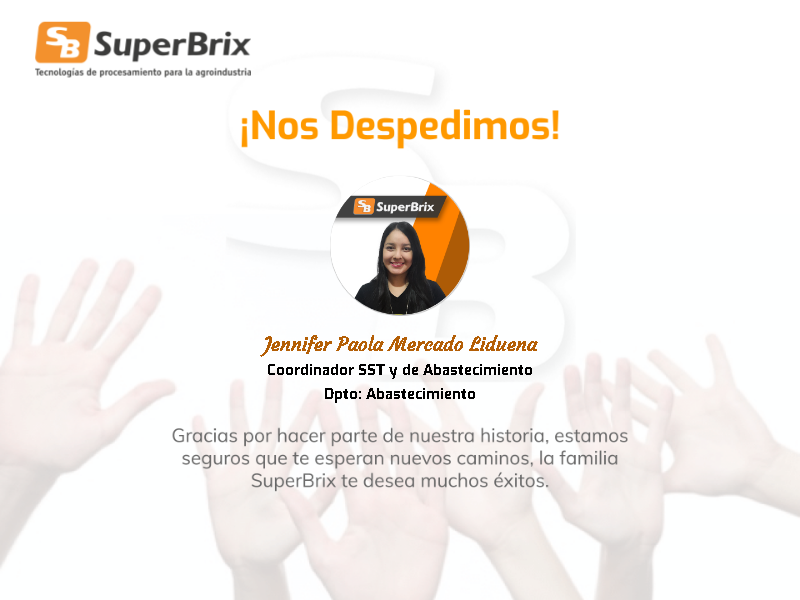 SB SuperBrix
Tecnologías de procesamiento para la agroindustria
¡Nos Despedimos!
SB SuperBrix
Jennifer Paola Mercado Liduena
Coordinador SST y de Abastecimiento
Dpto: Abastecimiento
Gracias por hacer parte de nuestra historia, estamos
seguros que te esperan nuevos caminos, la familia
SuperBrix te desea muchos éxitos.